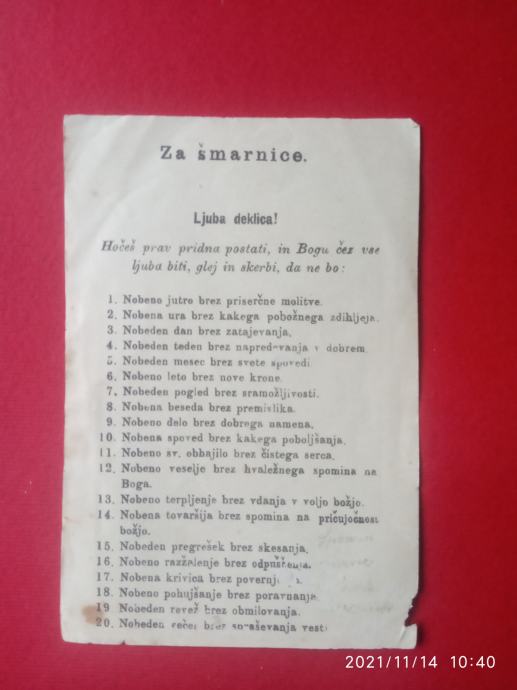 Za šmarnice.
Ljuba deklica!
Hočeš prav pridna postati, in Bogu čez vse
ljuba biti, glej in skerbi, da ne bo:
1. Nobeno jutro brez priserčne molitve.
2. Nobena ura brez kakega pobožnega zdihljeja.
3. Nobeden dan brez zatajevanja.
4. Nobeden teden brez napredevanja v dobrem
5. Nobeden mesec brez svete spovedi
6. Nobeno leto brez nove krone.
7. Nobeden pogled brez sramožljivosti.
8. Nobena beseda brez premislika.
9. Nobeno delo brez dobrega namena.
10. Nobena spoved brez kakega poboljšanja.
11. Nobeno sv. obhajilo brez čistega serca.
12. Nobeno veselje brez hvaležnega spomina na
Boga.
13. Nobeno terpljenje brez vdanja v voljo božjo.
14. Nobena tovaršija brez spomina na pričujočnost
božjo.
15. Nobeden pregrešek brez skesanja.
16. Nobeno razžaljenje brez odpuščenja.
17. Nobena krivica brez
18. Nobeno pohujšanje brez poravnanja
19 Nobeden revež brez obmilovanja.
20. Nobeden večer brez spraševanja vesti
2021/11/14 10:40